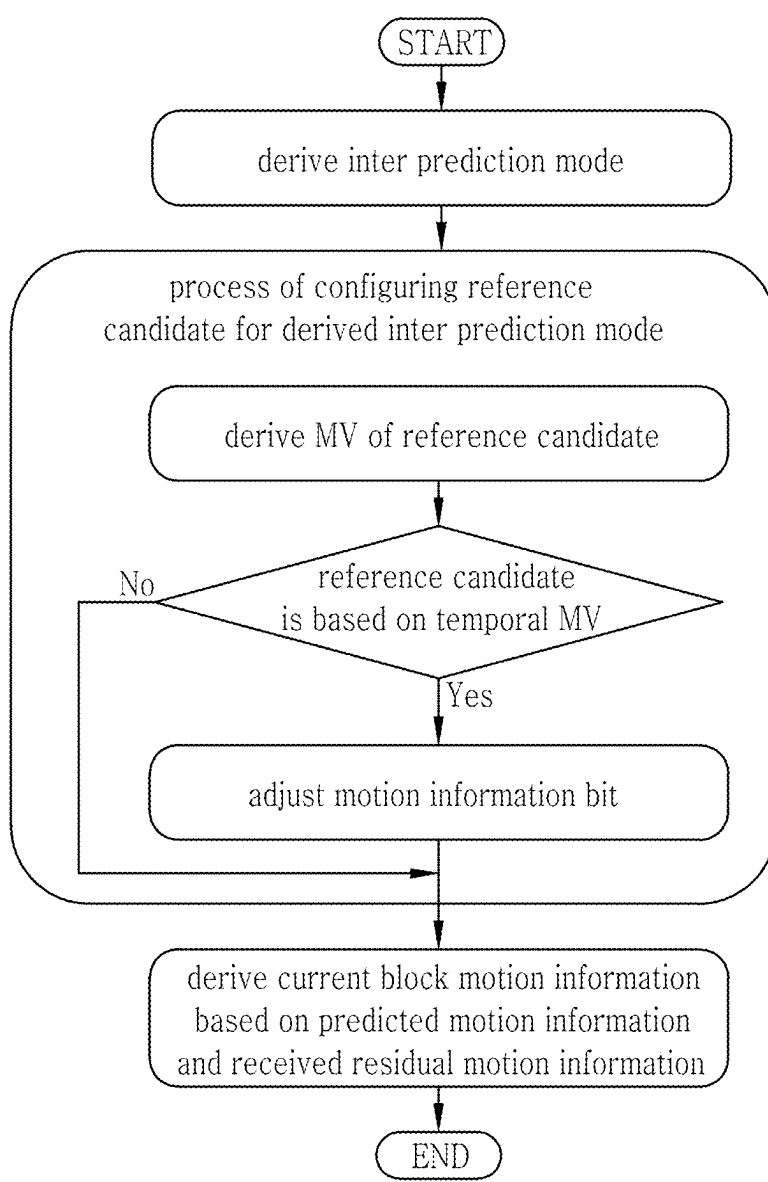 START
derive inter prediction mode
process of configuring reference
candidate for derived inter prediction mode
derive MV of reference candidate
No
reference candidate
is based on temporal MV
Yes
adjust motion information bit
derive current block motion information
based on predicted motion information
and received residual motion information
END